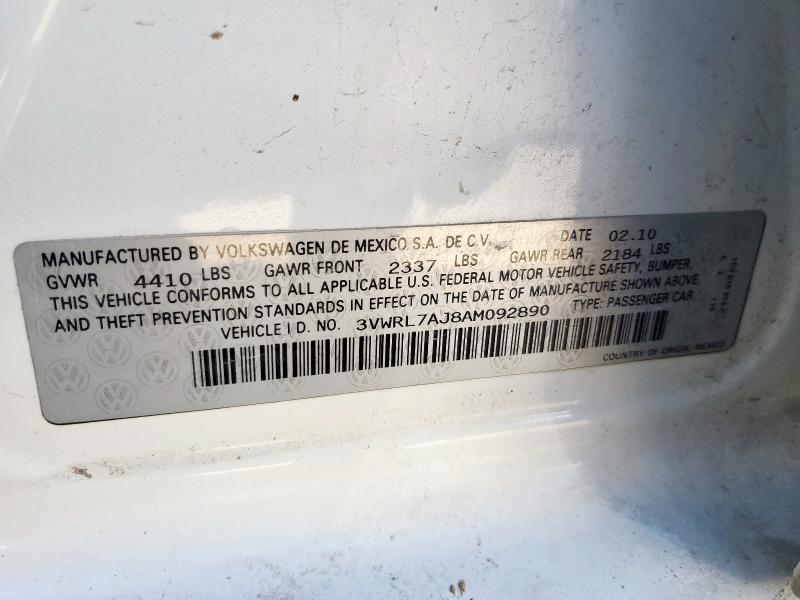 MANUFACTURED BY VOLKSWAGEN DE MEXICO S.A. DE C.V. DATE 02.10
GVWR 4410 LBS GAWR FRONT 2337 LBS GAWR REAR 2184 LBS
THIS VEHICLE CONFORMS TO ALL APPLICABLE U.S. FEDERAL MOTOR VEHICLE SAFETY, BUMPER,
AND THEFT PREVENTION STANDARDS IN EFFECT ON THE DATE OF MANUFACTURE SHOWN ABOVE.
VEHICLE I D. NO. 3VWRL7AJ8AM092890 TYPE: PASSENGER CAR
COUNTRY OF ORIGIN: MEXICO